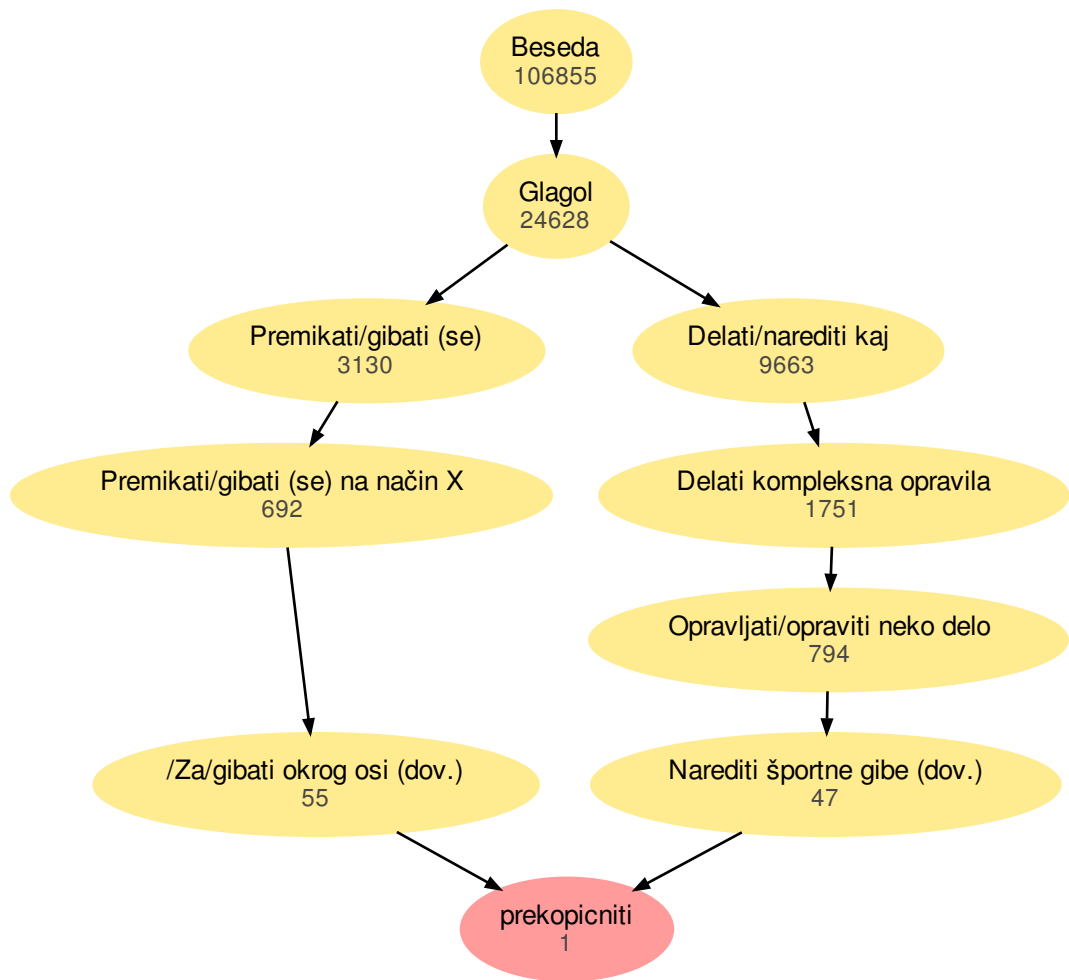 Beseda
106855
Glagol
24628
Premikati/gibati (se)
3130
Delati/narediti kaj
9663
Premikati/gibati (se) na način X
692
Delati kompleksna opravila
1751
Opravljati/opraviti neko delo
794
/Za/gibati okrog osi (dov.)
55
Narediti športne gibe (dov.)
47
prekopicniti
1